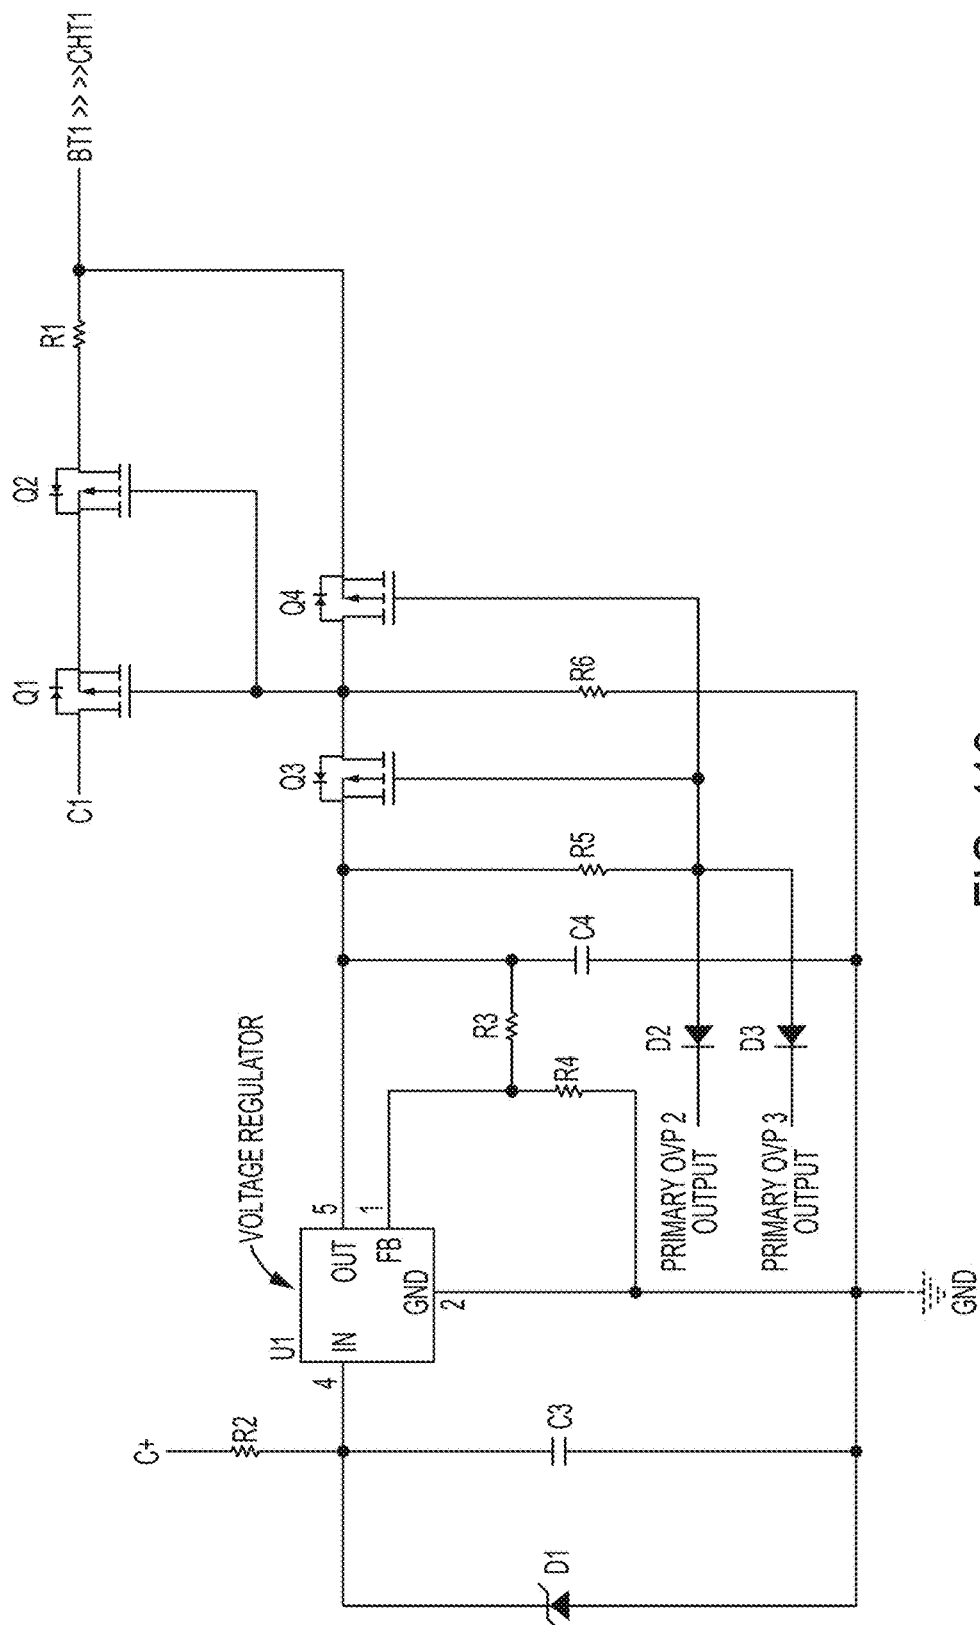 BT1 >> >>CHT1
R1
Q2
Q1
C1
Q4
Q3
R6
R5
C4
R3
R4
VOLTAGE REGULATOR
U1
IN
OUT
FB
GND
4
5
1
2
C+
R2
C3
D1
D2
D3
PRIMARY OVP 2
OUTPUT
PRIMARY OVP 3
OUTPUT
GND